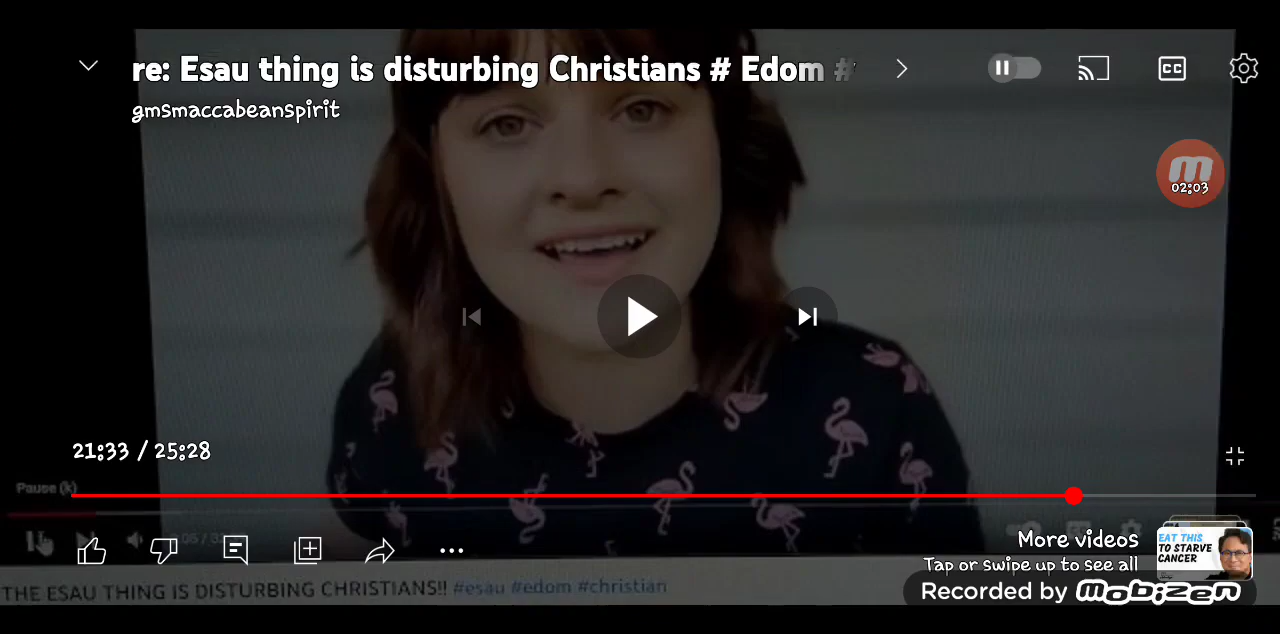 re: Esau thing is disturbing Christians # Edom #
gmsmaccabeanspirit
CC
m
02:03
21:33 / 25:28
Pause (k)
More videos
Tap or swipe up to see all
EAT THIS
TO STARVE
CANCER
THE ESAU THING IS DISTURBING CHRISTIANS!! #esau #edom #christian
Recorded by MOBIZEN